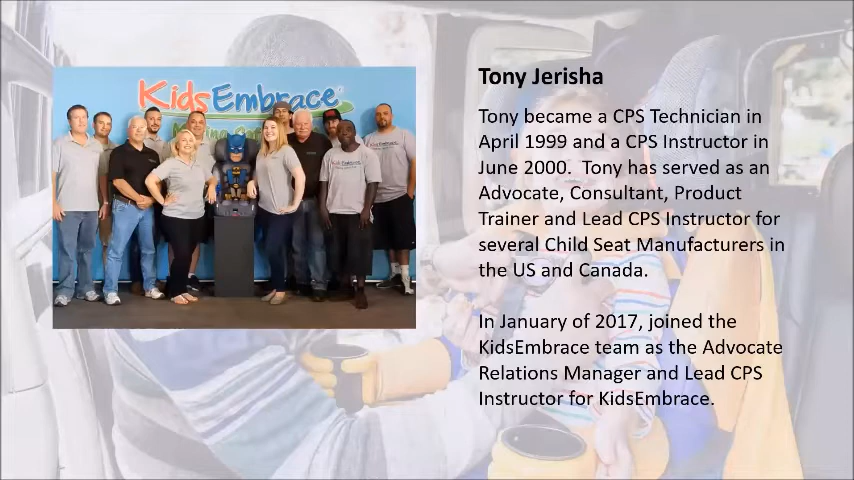 KidsEmbrace
Tony Jerisha
Tony became a CPS Technician in
April 1999 and a CPS Instructor in
June 2000.  Tony has served as an
Advocate, Consultant, Product
Trainer and Lead CPS Instructor for
several Child Seat Manufacturers in
the US and Canada.
In January of 2017, joined the
KidsEmbrace team as the Advocate
Relations Manager and Lead CPS
Instructor for KidsEmbrace.